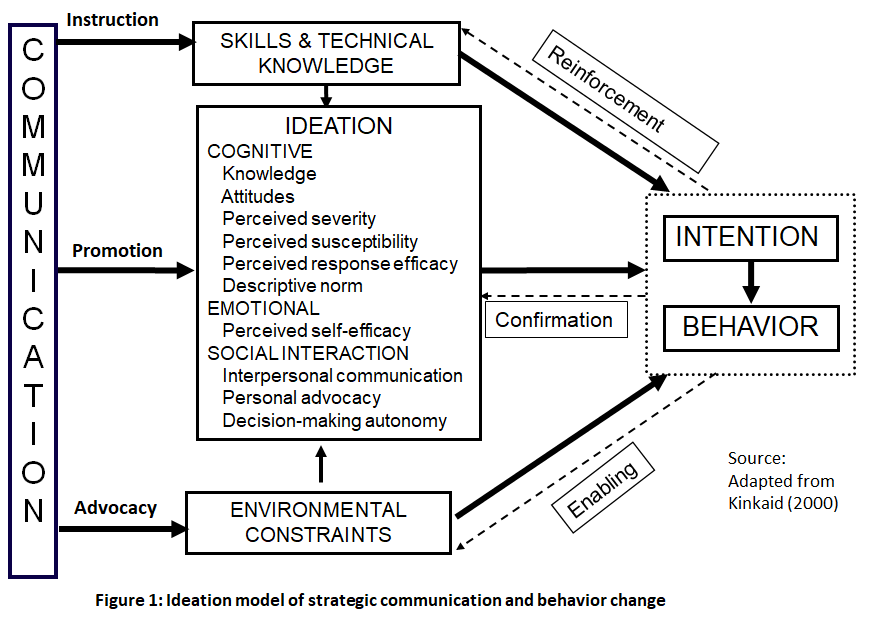 COMMUNICATION
Instruction
SKILLS & TECHNICAL
KNOWLEDGE
Reinforcement
IDEATION
COGNITIVE
Knowledge
Attitudes
Perceived severity
Perceived susceptibility
Perceived response efficacy
Descriptive norm
EMOTIONAL
Perceived self-efficacy
SOCIAL INTERACTION
Interpersonal communication
Personal advocacy
Decision-making autonomy
Promotion
Confirmation
INTENTION
BEHAVIOR
Advocacy
ENVIRONMENTAL
CONSTRAINTS
Enabling
Source:
Adapted from
Kinkaid (2000)
Figure 1: Ideation model of strategic communication and behavior change